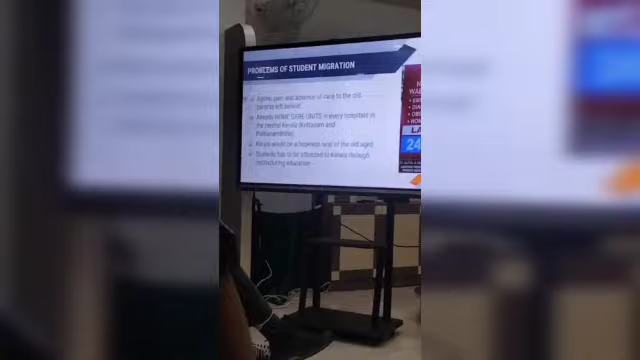 PROBLEMS OF STUDENT MIGRATION
Agony, pain and absence of care to the old
parents left behind
Already HOME CARE UNITS in every hospitals in
the central Kerala (Kottayam and
Pathanamthitta)
Kerala would be a hopeless land of the old aged
Students has to be attracted to Kerala through
restructuring education
24